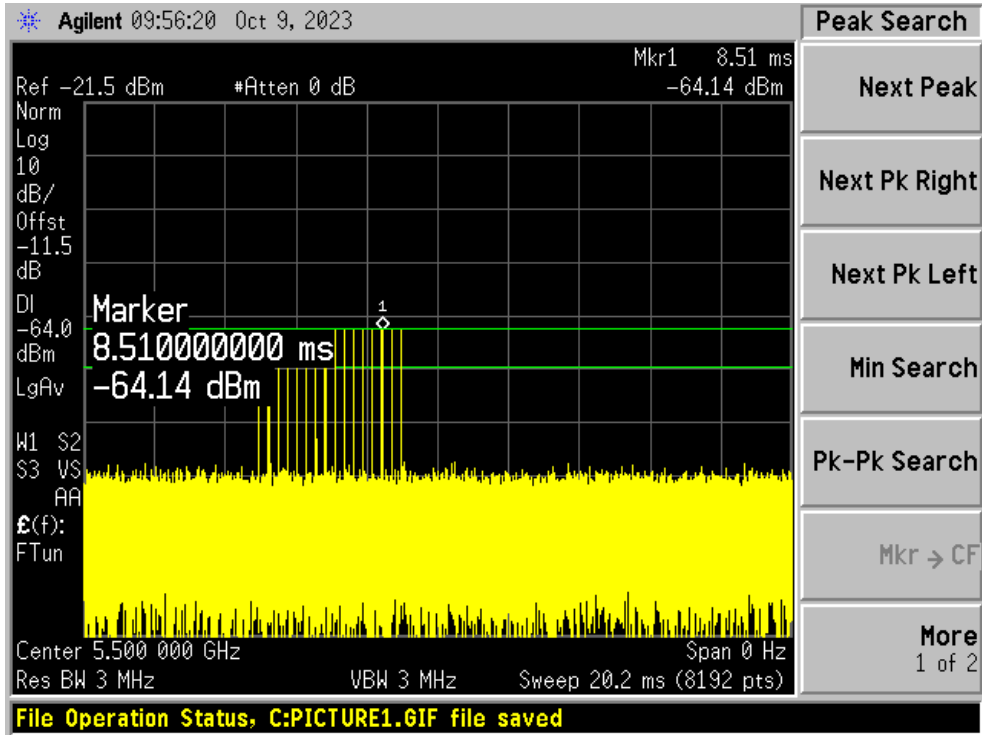 Agilent 09:56:20 Oct 9, 2023
Peak Search
Mkr1 8.51 ms
Ref -21.5 dBm #Atten 0 dB -64.14 dBm
Norm
Log
10
dB/
Offst
-11.5
dB
DI
-64.0
dBm
LgAv
Marker
8.510000000 ms
-64.14 dBm
1
W1 S2
S3 VS
AA
£(f):
FTun
Center 5.500 000 GHz Span 0 Hz
Res BW 3 MHz VBW 3 MHz Sweep 20.2 ms (8192 pts)
File Operation Status, C:PICTURE1.GIF file saved
Next Peak
Next Pk Right
Next Pk Left
Min Search
Pk-Pk Search
Mkr → CF
More
1 of 2